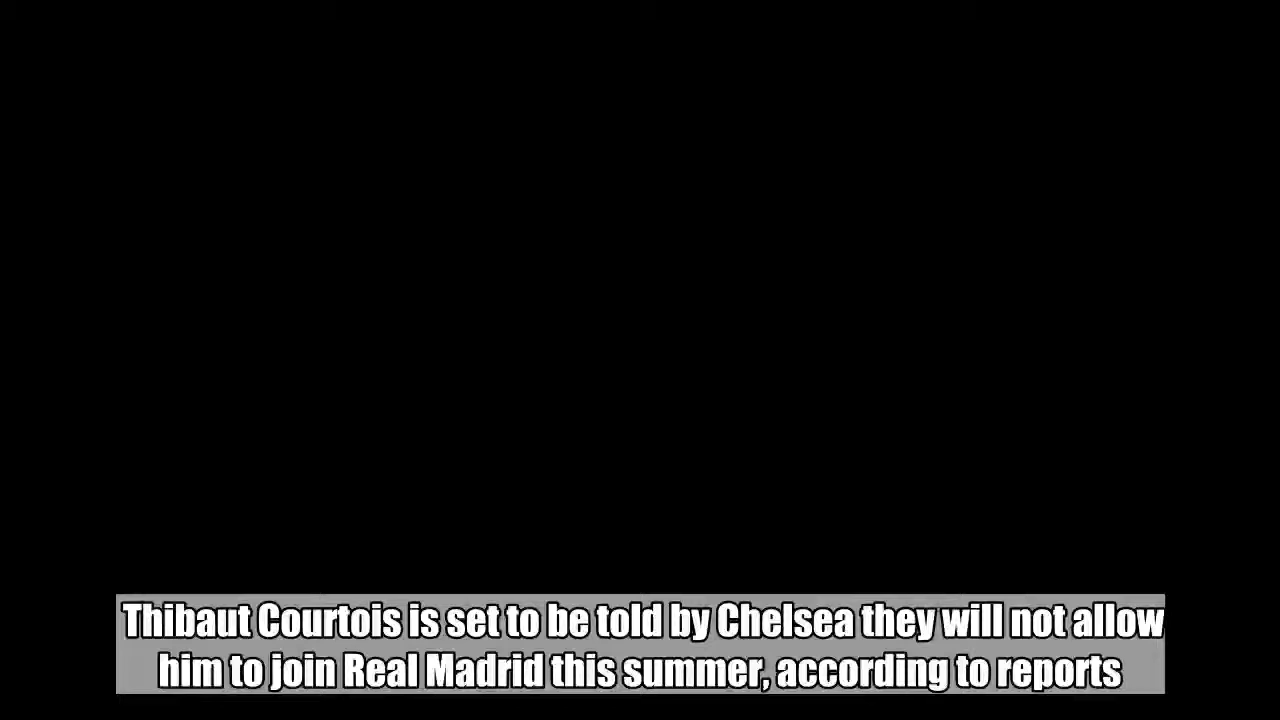 Thibaut Courtois is set to be told by Chelsea they will not allow
him to join Real Madrid this summer, according to reports